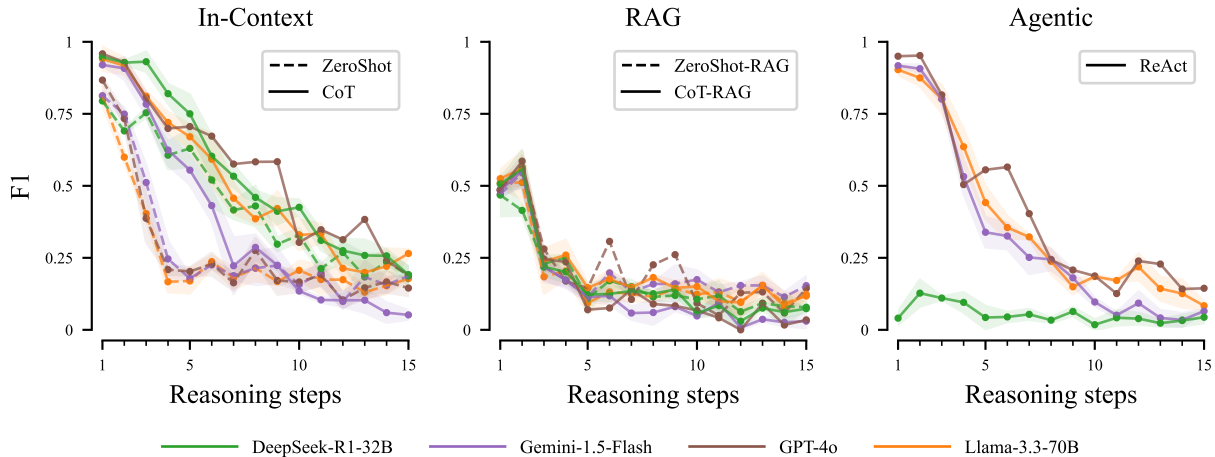 In-Context
RAG
Agentic
F1
1
0.75
0.5
0.25
0
ZeroShot
CoT
1
5
10
15
Reasoning steps
1
0.75
0.5
0.25
0
ZeroShot-RAG
CoT-RAG
1
5
10
15
Reasoning steps
1
0.75
0.5
0.25
0
ReAct
1
5
10
15
Reasoning steps
DeepSeek-R1-32B
Gemini-1.5-Flash
GPT-4o
Llama-3.3-70B